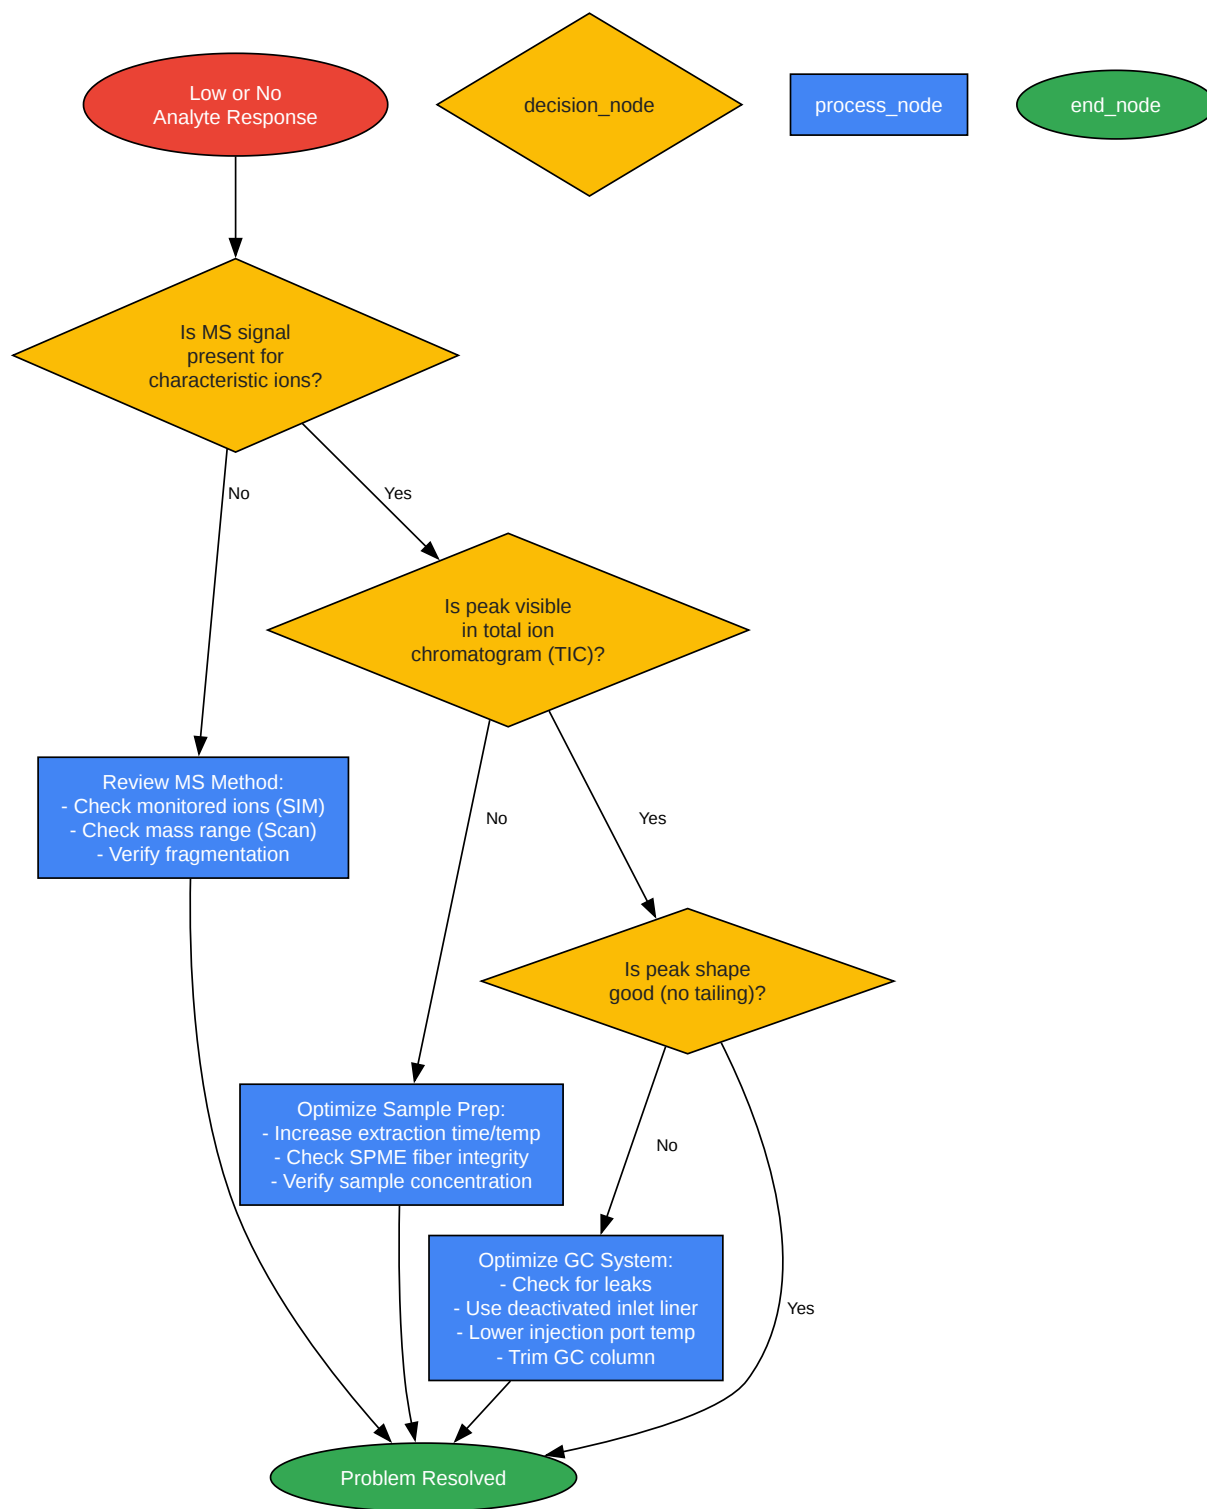 Low or No
Analyte Response
decision_node
process_node
end_node
Is MS signal
present for
characteristic ions?
No
Yes
Is peak visible
in total ion
chromatogram (TIC)?
Review MS Method:
- Check monitored ions (SIM)
- Check mass range (Scan)
- Verify fragmentation
No
Yes
Is peak shape
good (no tailing)?
Optimize Sample Prep:
- Increase extraction time/temp
- Check SPME fiber integrity
- Verify sample concentration
No
Optimize GC System:
- Check for leaks
- Use deactivated inlet liner
- Lower injection port temp
- Trim GC column
Yes
Problem Resolved